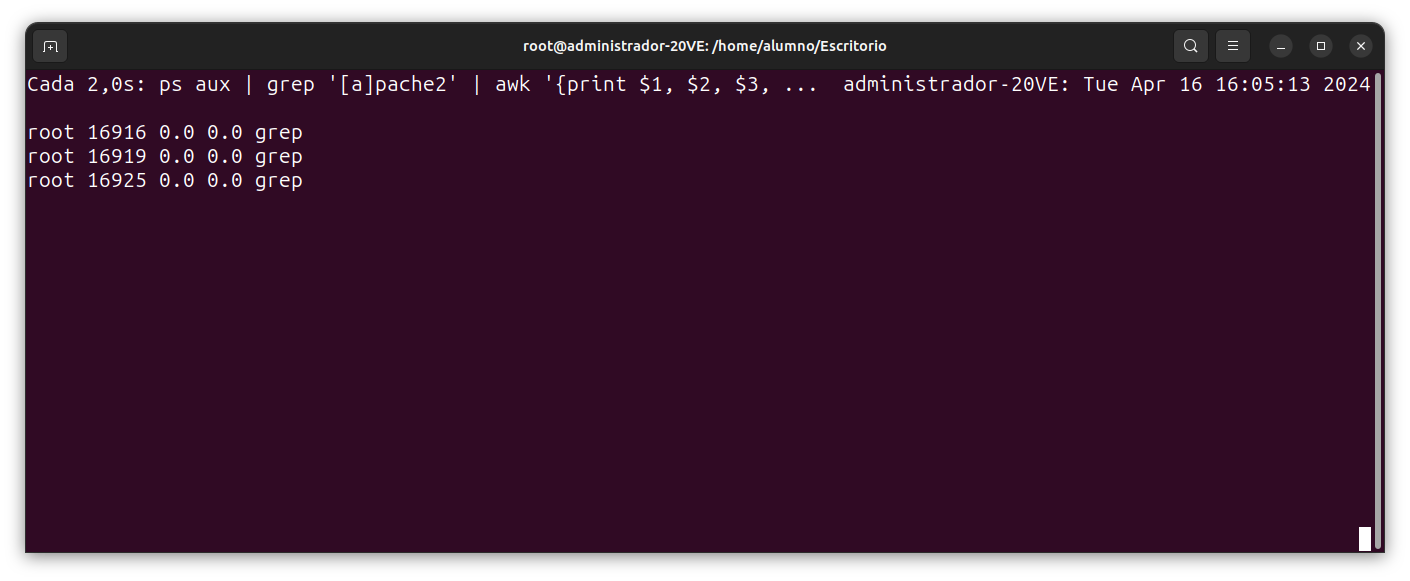 root@administrador-20VE: /home/alumno/Escritorio
Cada 2,0s: ps aux | grep '[a]pache2' | awk '{print $1, $2, $3, ...  administrador-20VE: Tue Apr 16 16:05:13 2024
root 16916 0.0 0.0 grep
root 16919 0.0 0.0 grep
root 16925 0.0 0.0 grep